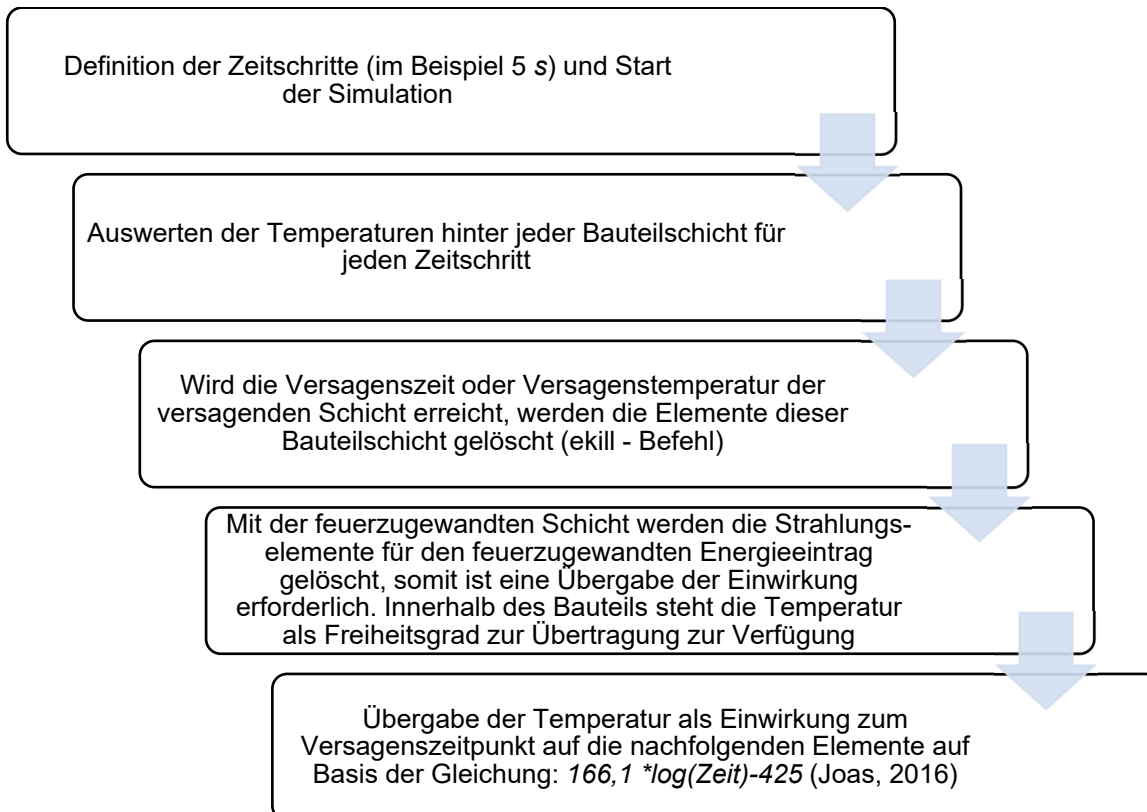 Definition der Zeitschritte (im Beispiel 5 s) und Start
der Simulation
Auswerten der Temperaturen hinter jeder Bauteilschicht für
jeden Zeitschritt
Wird die Versagenszeit oder Versagenstemperatur der
versagenden Schicht erreicht, werden die Elemente dieser
Bauteilschicht gelöscht (ekill - Befehl)
Mit der feuerzugewandten Schicht werden die Strahlungs-
elemente für den feuerzugewandten Energieeintrag
gelöscht, somit ist eine Übergabe der Einwirkung
erforderlich. Innerhalb des Bauteils steht die Temperatur
als Freiheitsgrad zur Übertragung zur Verfügung
Übergabe der Temperatur als Einwirkung zum
Versagenszeitpunkt auf die nachfolgenden Elemente auf
Basis der Gleichung: 166,1 *log(Zeit)-425 (Joas, 2016)